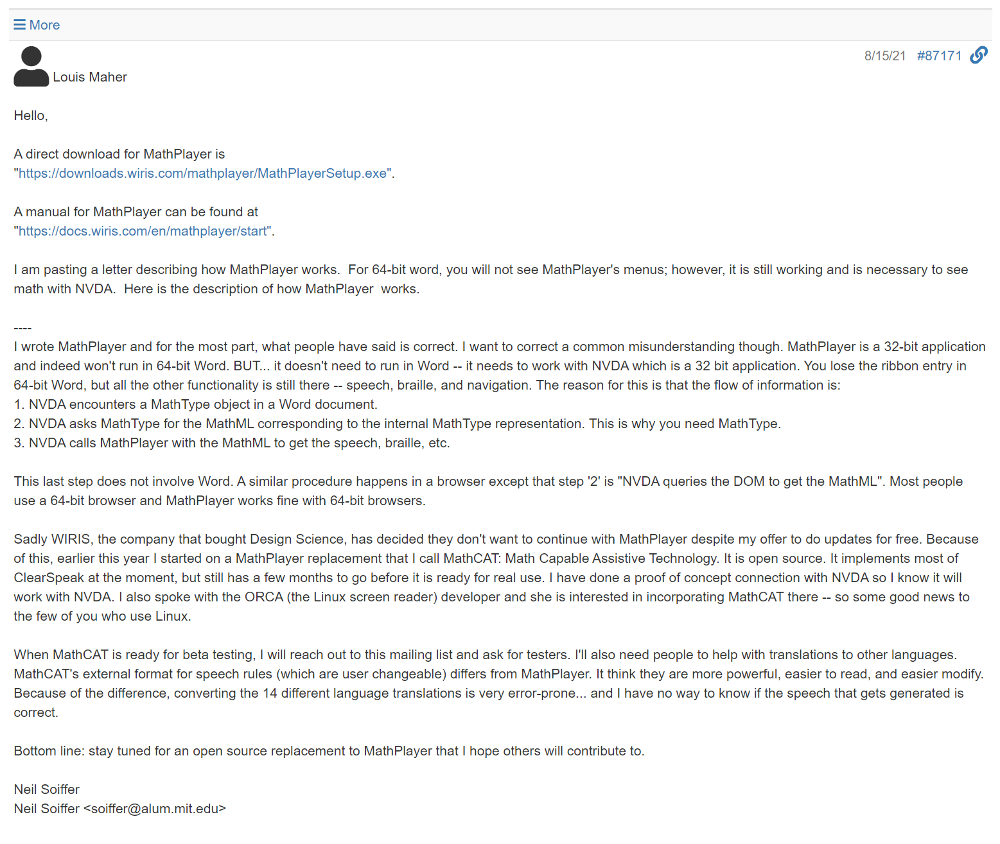 More
8/15/21 #87171
Louis Maher
Hello,
A direct download for MathPlayer is
"https://downloads.wiris.com/mathplayer/MathPlayerSetup.exe".
A manual for MathPlayer can be found at
"https://docs.wiris.com/en/mathplayer/start".
I am pasting a letter describing how MathPlayer works.  For 64-bit word, you will not see MathPlayer's menus; however, it is still working and is necessary to see
math with NVDA.  Here is the description of how MathPlayer  works.
----
I wrote MathPlayer and for the most part, what people have said is correct. I want to correct a common misunderstanding though. MathPlayer is a 32-bit application
and indeed won't run in 64-bit Word. BUT... it doesn't need to run in Word -- it needs to work with NVDA which is a 32 bit application. You lose the ribbon entry in
64-bit Word, but all the other functionality is still there -- speech, braille, and navigation. The reason for this is that the flow of information is:
1. NVDA encounters a MathType object in a Word document.
2. NVDA asks MathType for the MathML corresponding to the internal MathType representation. This is why you need MathType.
3. NVDA calls MathPlayer with the MathML to get the speech, braille, etc.
This last step does not involve Word. A similar procedure happens in a browser except that step '2' is "NVDA queries the DOM to get the MathML". Most people
use a 64-bit browser and MathPlayer works fine with 64-bit browsers.
Sadly WIRIS, the company that bought Design Science, has decided they don't want to continue with MathPlayer despite my offer to do updates for free. Because
of this, earlier this year I started on a MathPlayer replacement that I call MathCAT: Math Capable Assistive Technology. It is open source. It implements most of
ClearSpeak at the moment, but still has a few months to go before it is ready for real use. I have done a proof of concept connection with NVDA so I know it will
work with NVDA. I also spoke with the ORCA (the Linux screen reader) developer and she is interested in incorporating MathCAT there -- so some good news to
the few of you who use Linux.
When MathCAT is ready for beta testing, I will reach out to this mailing list and ask for testers. I'll also need people to help with translations to other languages.
MathCAT's external format for speech rules (which are user changeable) differs from MathPlayer. It think they are more powerful, easier to read, and easier modify.
Because of the difference, converting the 14 different language translations is very error-prone... and I have no way to know if the speech that gets generated is
correct.
Bottom line: stay tuned for an open source replacement to MathPlayer that I hope others will contribute to.
Neil Soiffer
Neil Soiffer <soiffer@alum.mit.edu>